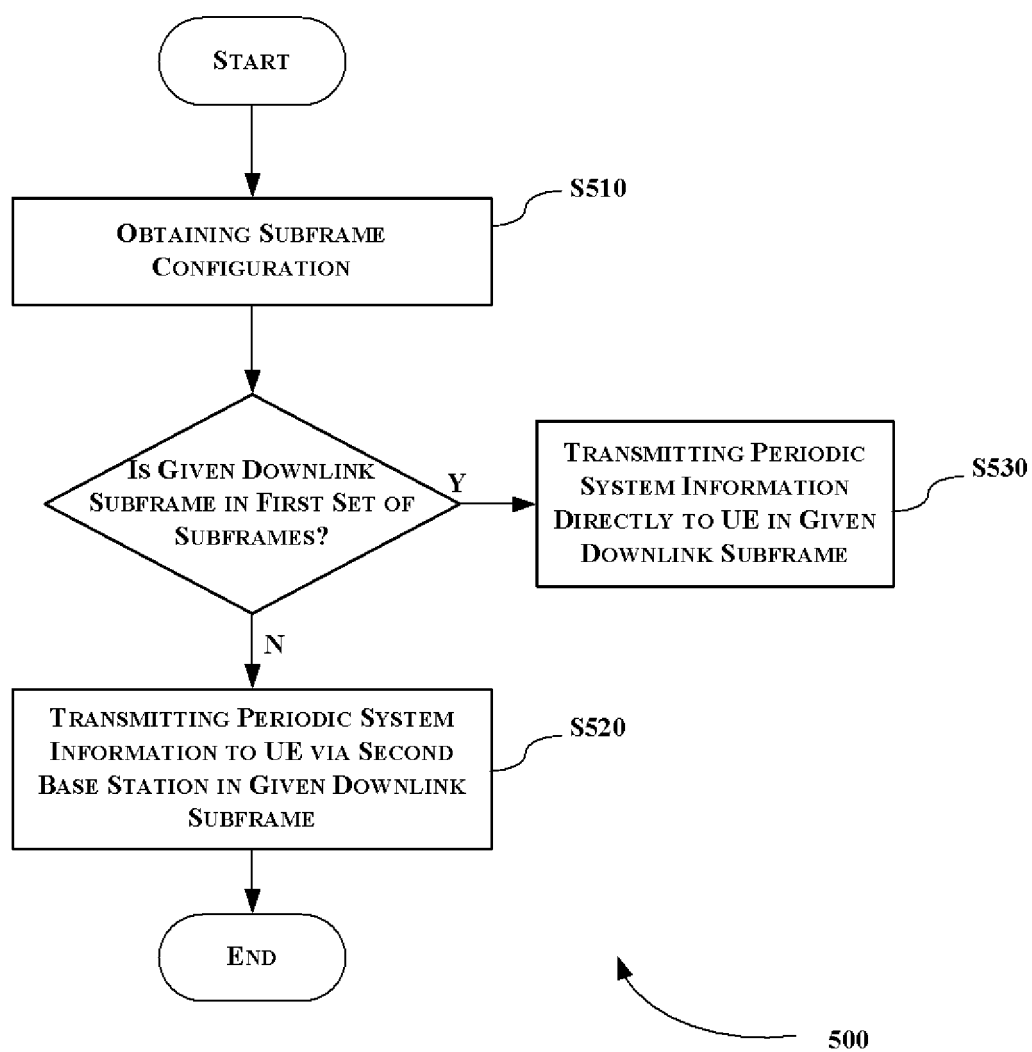 START
S510
OBTAINING SUBFRAME
CONFIGURATION
IS GIVEN DOWNLINK
SUBFRAME IN FIRST SET OF
SUBFRAMES?
Y
TRANSMITTING PERIODIC
SYSTEM INFORMATION
DIRECTLY TO UE IN GIVEN
DOWNLINK SUBFRAME
S530
N
TRANSMITTING PERIODIC SYSTEM
INFORMATION TO UE VIA SECOND
BASE STATION IN GIVEN DOWNLINK
SUBFRAME
S520
END
500